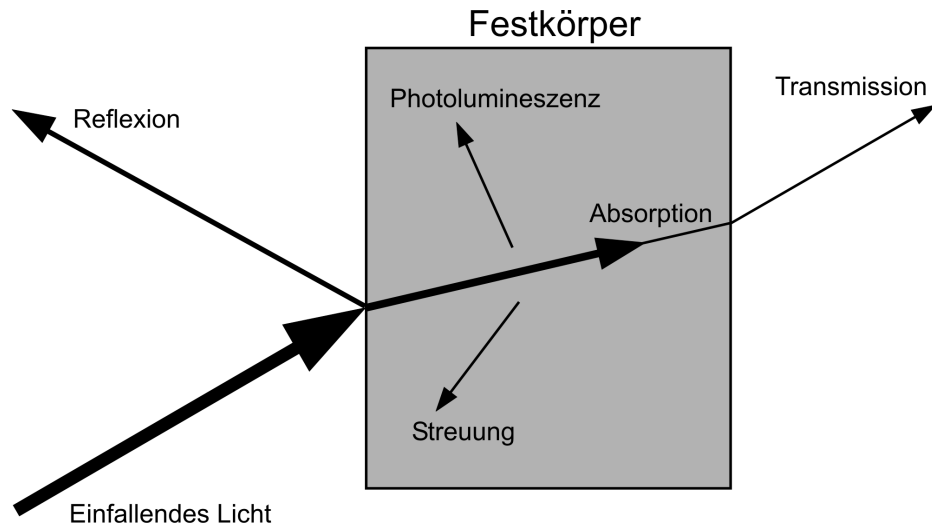 Festkörper
Transmission
Photolumineszenz
Reflexion
Absorption
Streuung
Einfallendes Licht